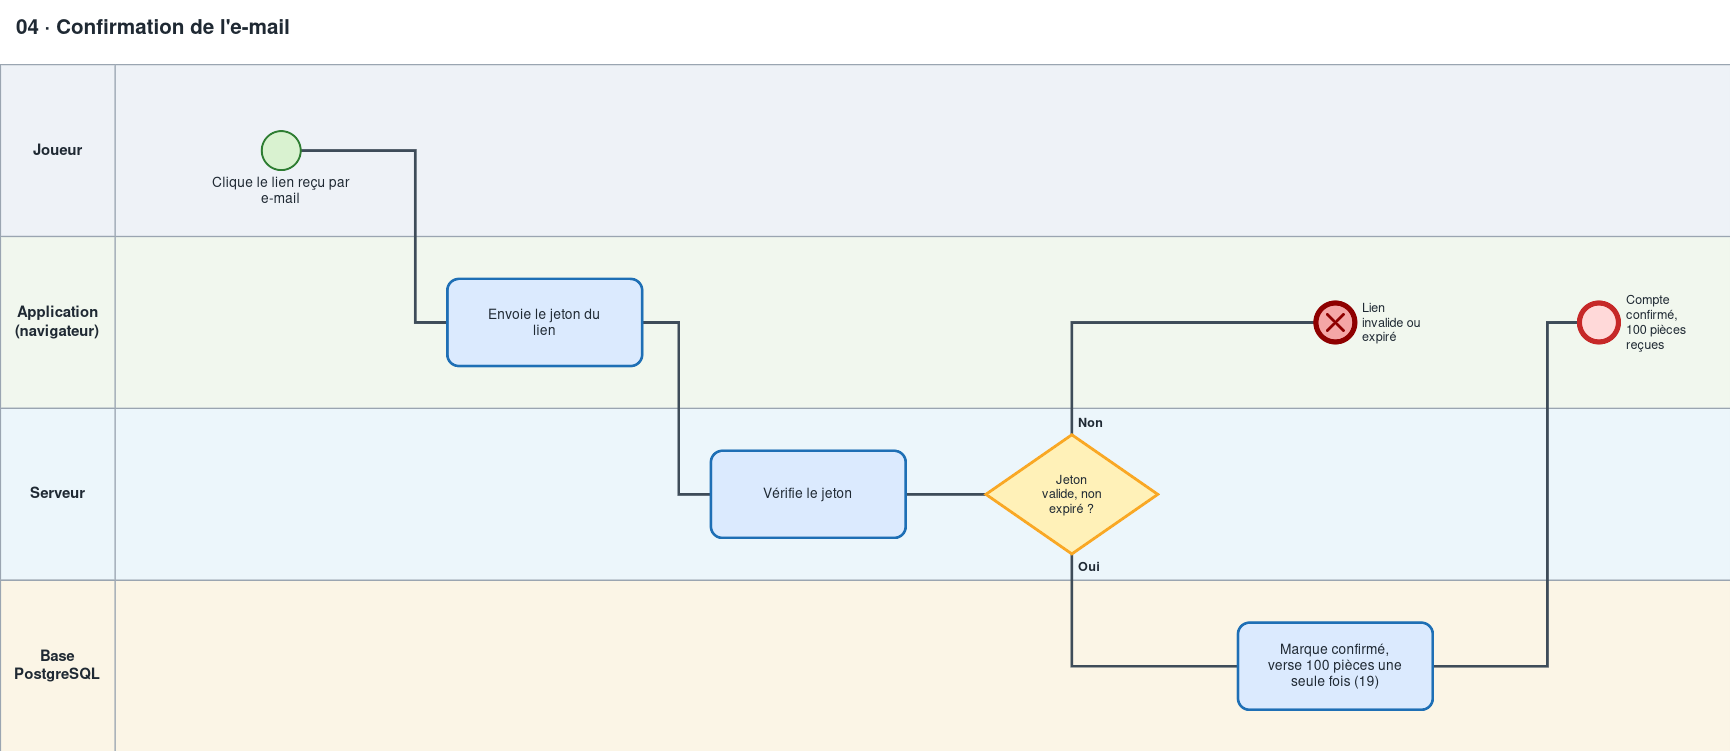 04 · Confirmation de l'e-mail
Joueur
Clique le lien reçu par
e-mail
Application
(navigateur)
Envoie le jeton du
lien
Lien
invalide ou
expiré
Compte
confirmé,
100 pièces
reçues
Non
Serveur
Vérifie le jeton
Jeton
valide, non
expiré ?
Oui
Base
PostgreSQL
Marque confirmé,
verse 100 pièces une
seule fois (19)